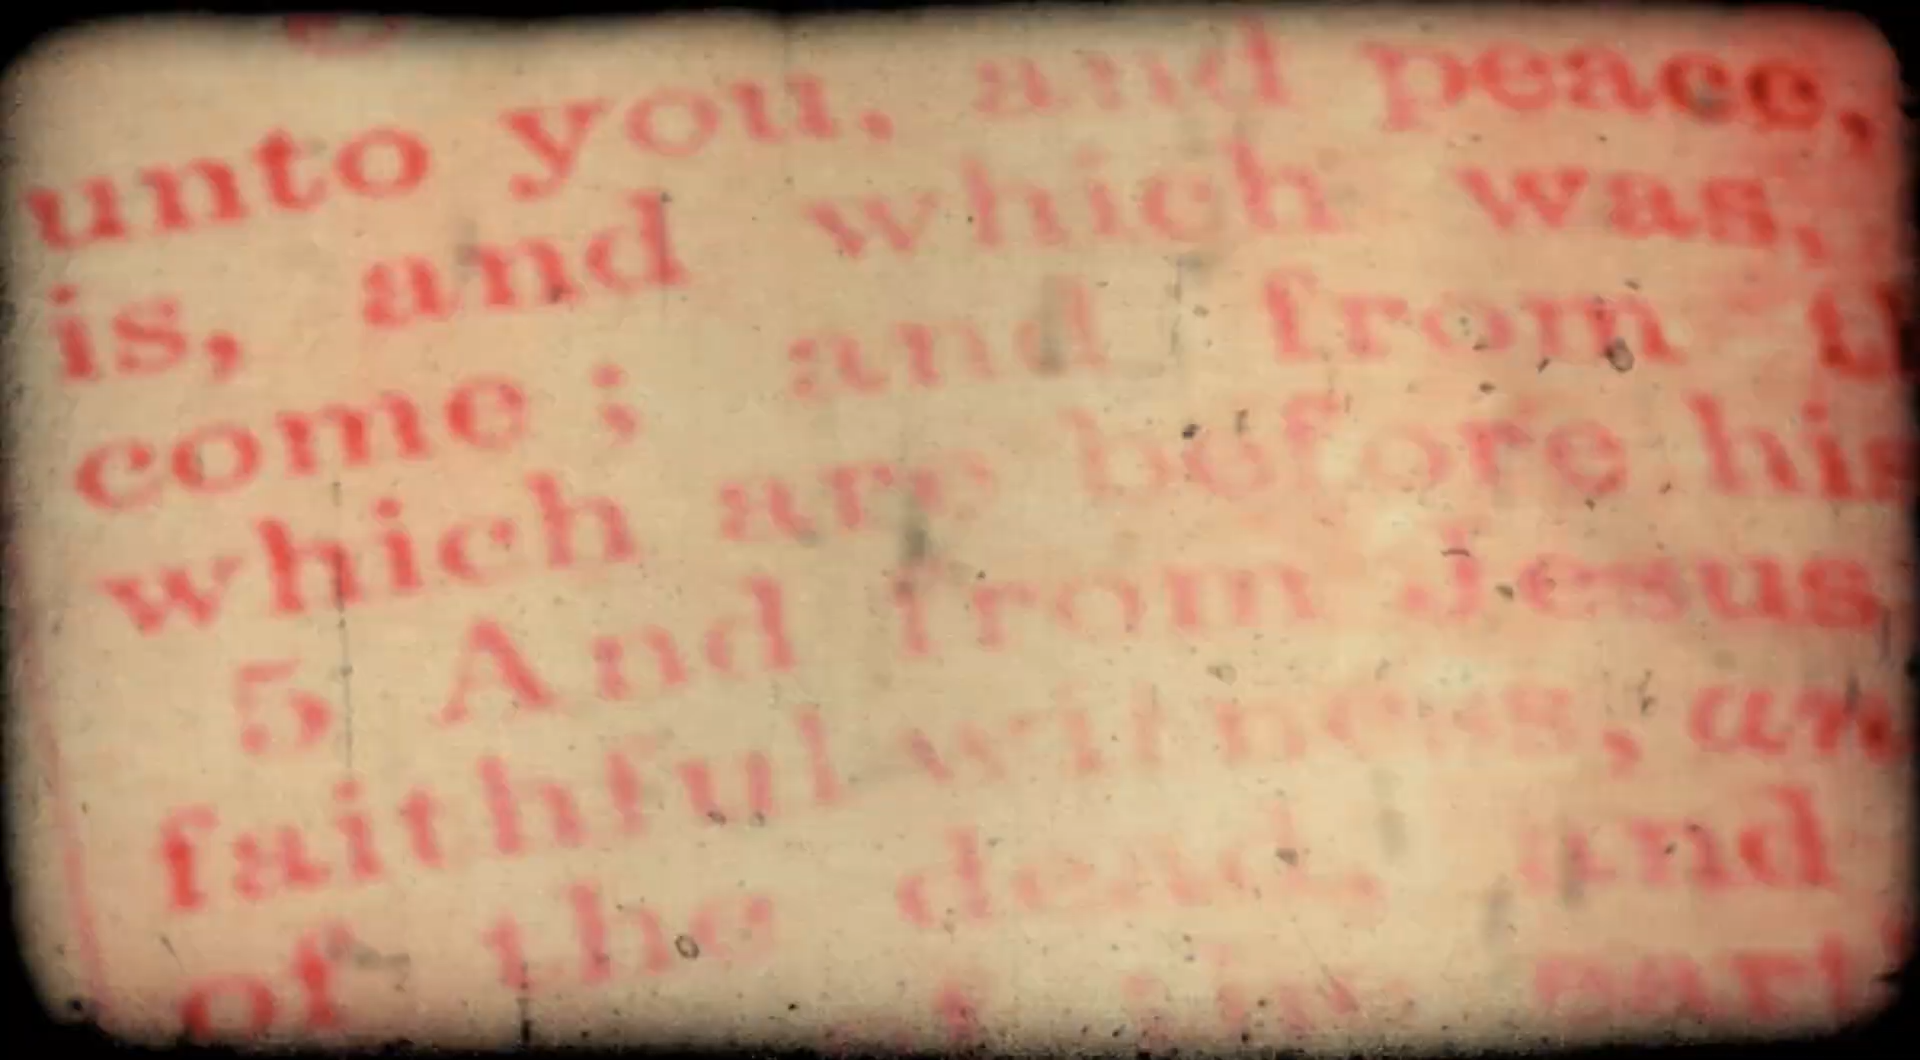 unto you, and peace,
is, and which was,
come; and from
which are before his
5 And from Jesus
faithful witness,
of the dead, and